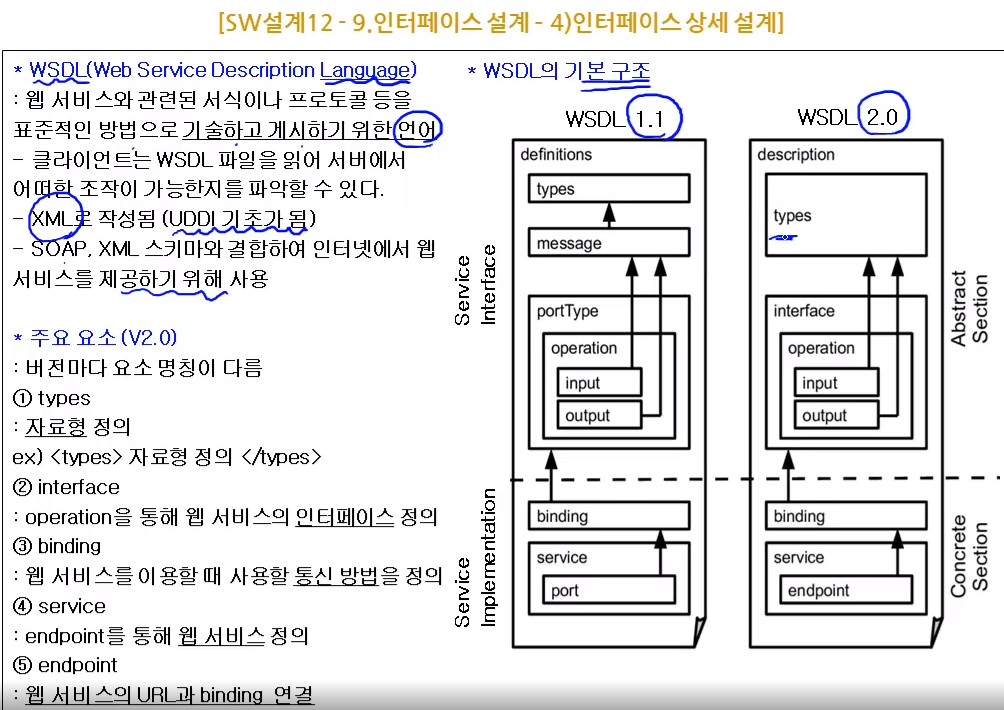 [SW설계12 - 9.인터페이스 설계 - 4)인터페이스 상세 설계]
* WSDL(Web Service Description Language)
: 웹 서비스와 관련된 서식이나 프로토콜 등을
표준적인 방법으로 기술하고 게시하기 위한 언어
- 클라이언트는 WSDL 파일을 읽어 서버에서
어떠한 조작이 가능한지를 파악할 수 있다.
- XML로 작성됨 (UDDI 기초가 됨)
- SOAP, XML 스키마와 결합하여 인터넷에서 웹
서비스를 제공하기 위해 사용
* 주요 요소 (V2.0)
: 버전마다 요소 명칭이 다름
① types
: 자료형 정의
ex) <types> 자료형 정의 </types>
② interface
: operation을 통해 웹 서비스의 인터페이스 정의
③ binding
: 웹 서비스를 이용할 때 사용할 통신 방법을 정의
④ service
: endpoint를 통해 웹 서비스 정의
⑤ endpoint
: 웹 서비스의 URL과 binding 연결
* WSDL의 기본 구조
WSDL 1.1
definitions
types
message
portType
operation
input
output
binding
service
port
Service
Interface
Service
Implementation
WSDL 2.0
description
types
interface
operation
input
output
binding
service
endpoint
Abstract
Section
Concrete
Section